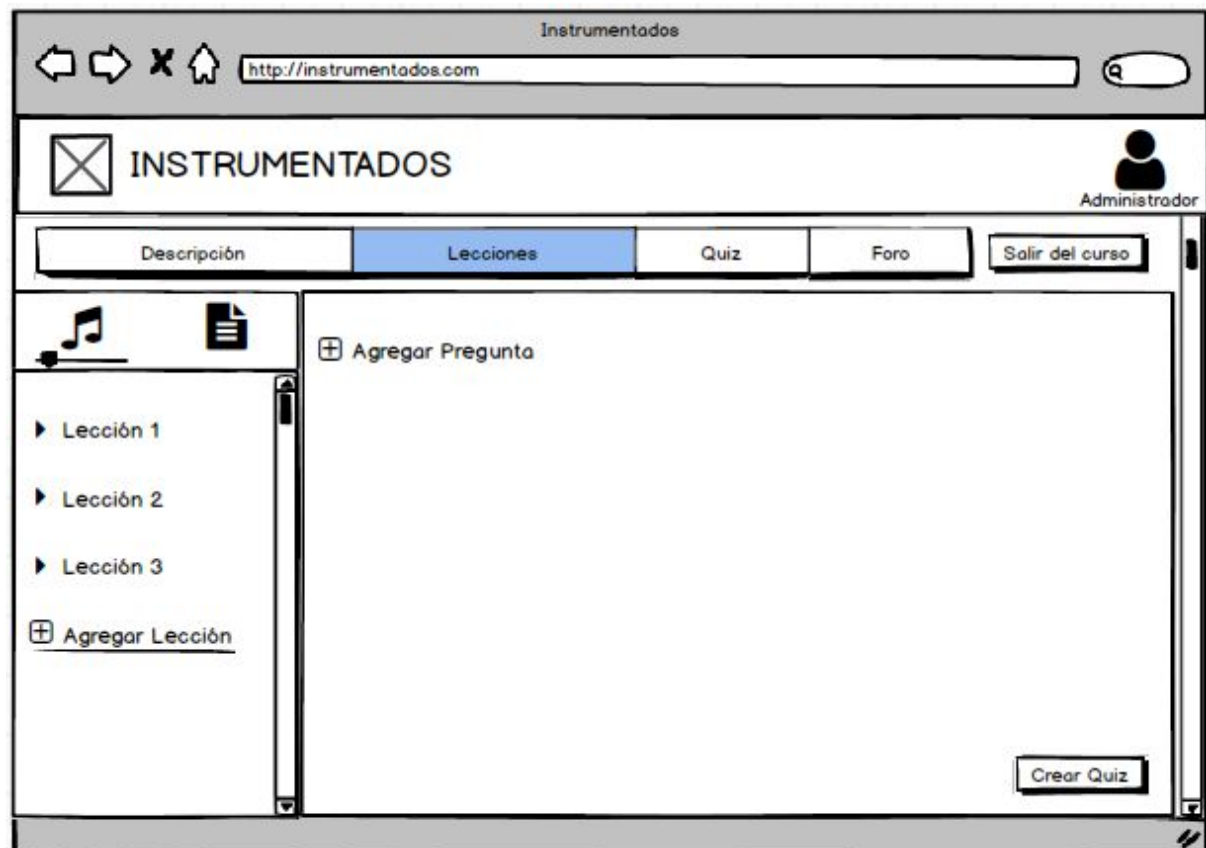 Instrumentados
http://instrumentados.com
INSTRUMENTADOS
Administrador
Descripción
Lecciones
Quiz
Foro
Salir del curso
Agregar Pregunta
Lección 1
Lección 2
Lección 3
Agregar Lección
Crear Quiz